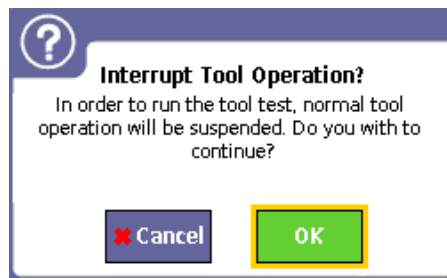 ?
Interrupt Tool Operation?
In order to run the tool test, normal tool
operation will be suspended. Do you with to
continue?
Cancel OK